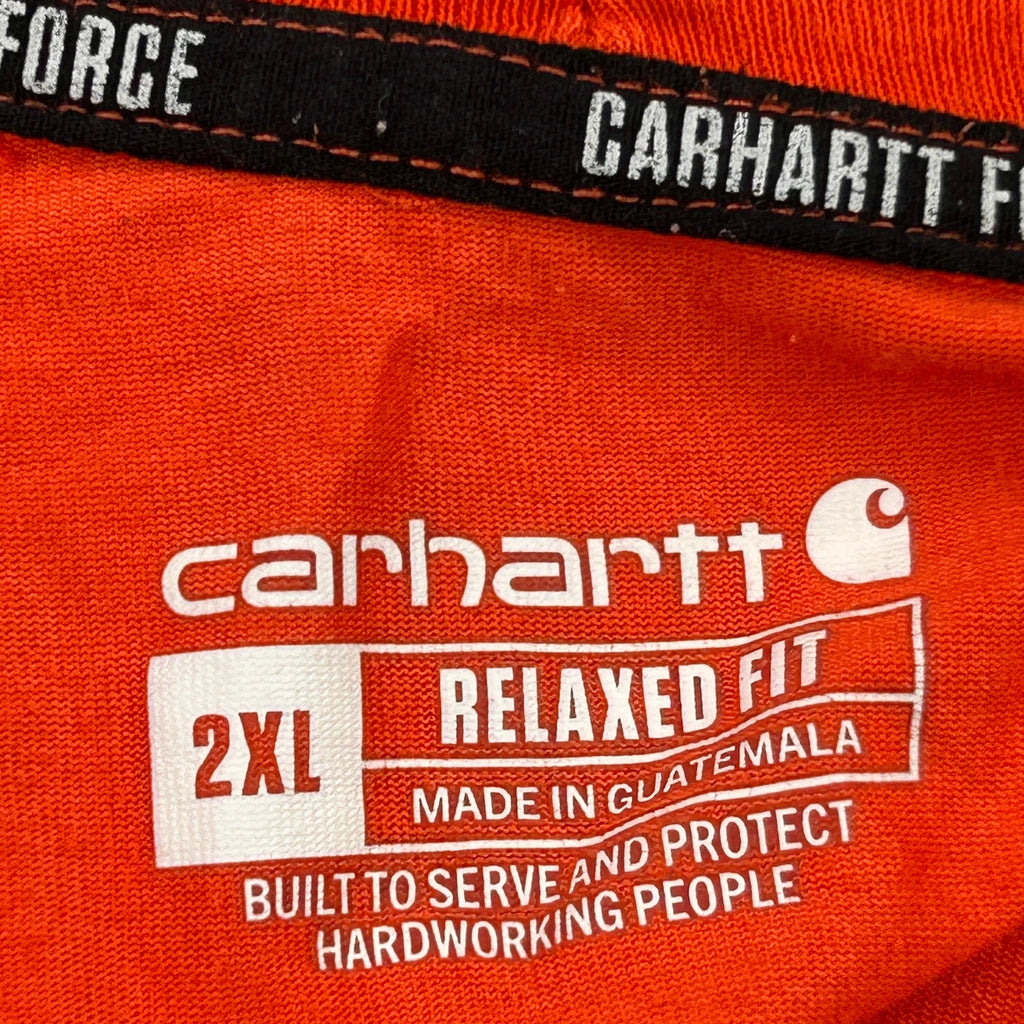 FORCE CARHARTT
carhartt
2XL
RELAXED FIT
MADE IN GUATEMALA
BUILT TO SERVE AND PROTECT
HARDWORKING PEOPLE